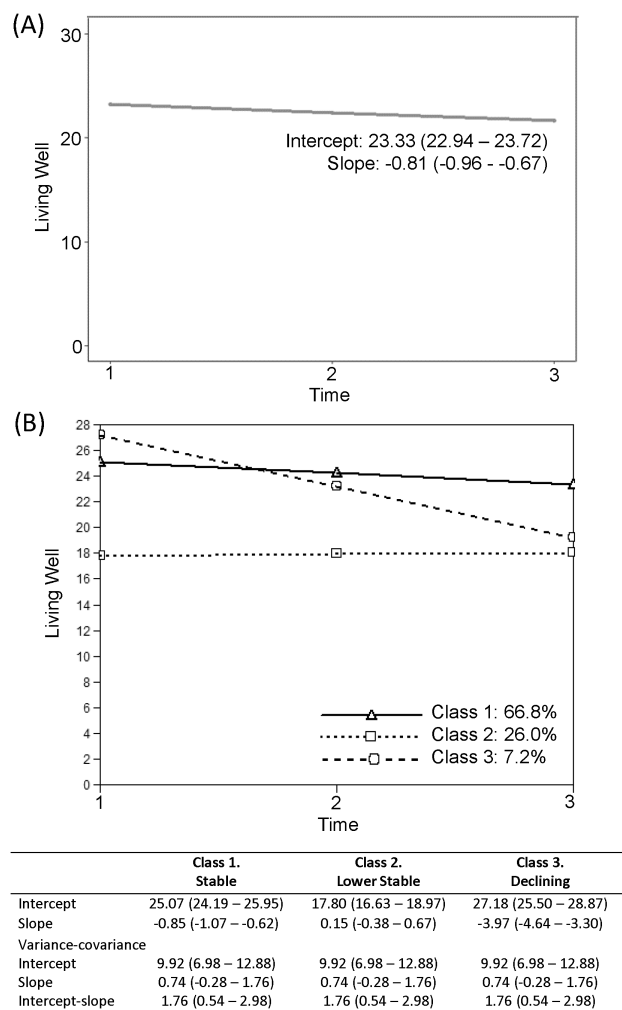 (A)
30
20
10
0
Living Well
Intercept: 23.33 (22.94 – 23.72)
Slope: -0.81 (-0.96 - -0.67)
1 2 3
Time
(B)
28
26
24
22
20
18
16
14
12
10
8
6
4
2
0
Living Well
Class 1: 66.8%
Class 2: 26.0%
Class 3: 7.2%
1 2 3
Time
Class 1. Class 2. Class 3.
Stable Lower Stable Declining
Intercept 25.07 (24.19 – 25.95) 17.80 (16.63 – 18.97) 27.18 (25.50 – 28.87)
Slope -0.85 (-1.07 – -0.62) 0.15 (-0.38 – 0.67) -3.97 (-4.64 – -3.30)
Variance-covariance
Intercept 9.92 (6.98 – 12.88) 9.92 (6.98 – 12.88) 9.92 (6.98 – 12.88)
Slope 0.74 (-0.28 – 1.76) 0.74 (-0.28 – 1.76) 0.74 (-0.28 – 1.76)
Intercept-slope 1.76 (0.54 – 2.98) 1.76 (0.54 – 2.98) 1.76 (0.54 – 2.98)